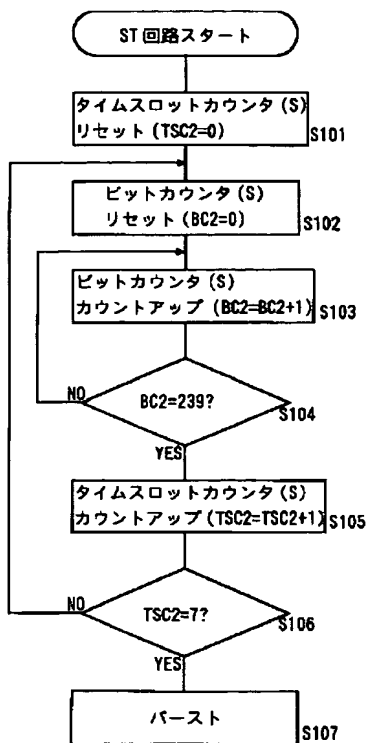 ST回路スタート
タイムスロットカウンタ(S)
リセット(TSC2=0)
S101
ビットカウンタ(S)
リセット(BC2=0)
S102
ビットカウンタ(S)
カウントアップ(BC2=BC2+1)
S103
NO
BC2=239?
S104
YES
タイムスロットカウンタ(S)
カウントアップ(TSC2=TSC2+1)
S105
NO
TSC2=7?
S106
YES
バースト
S107